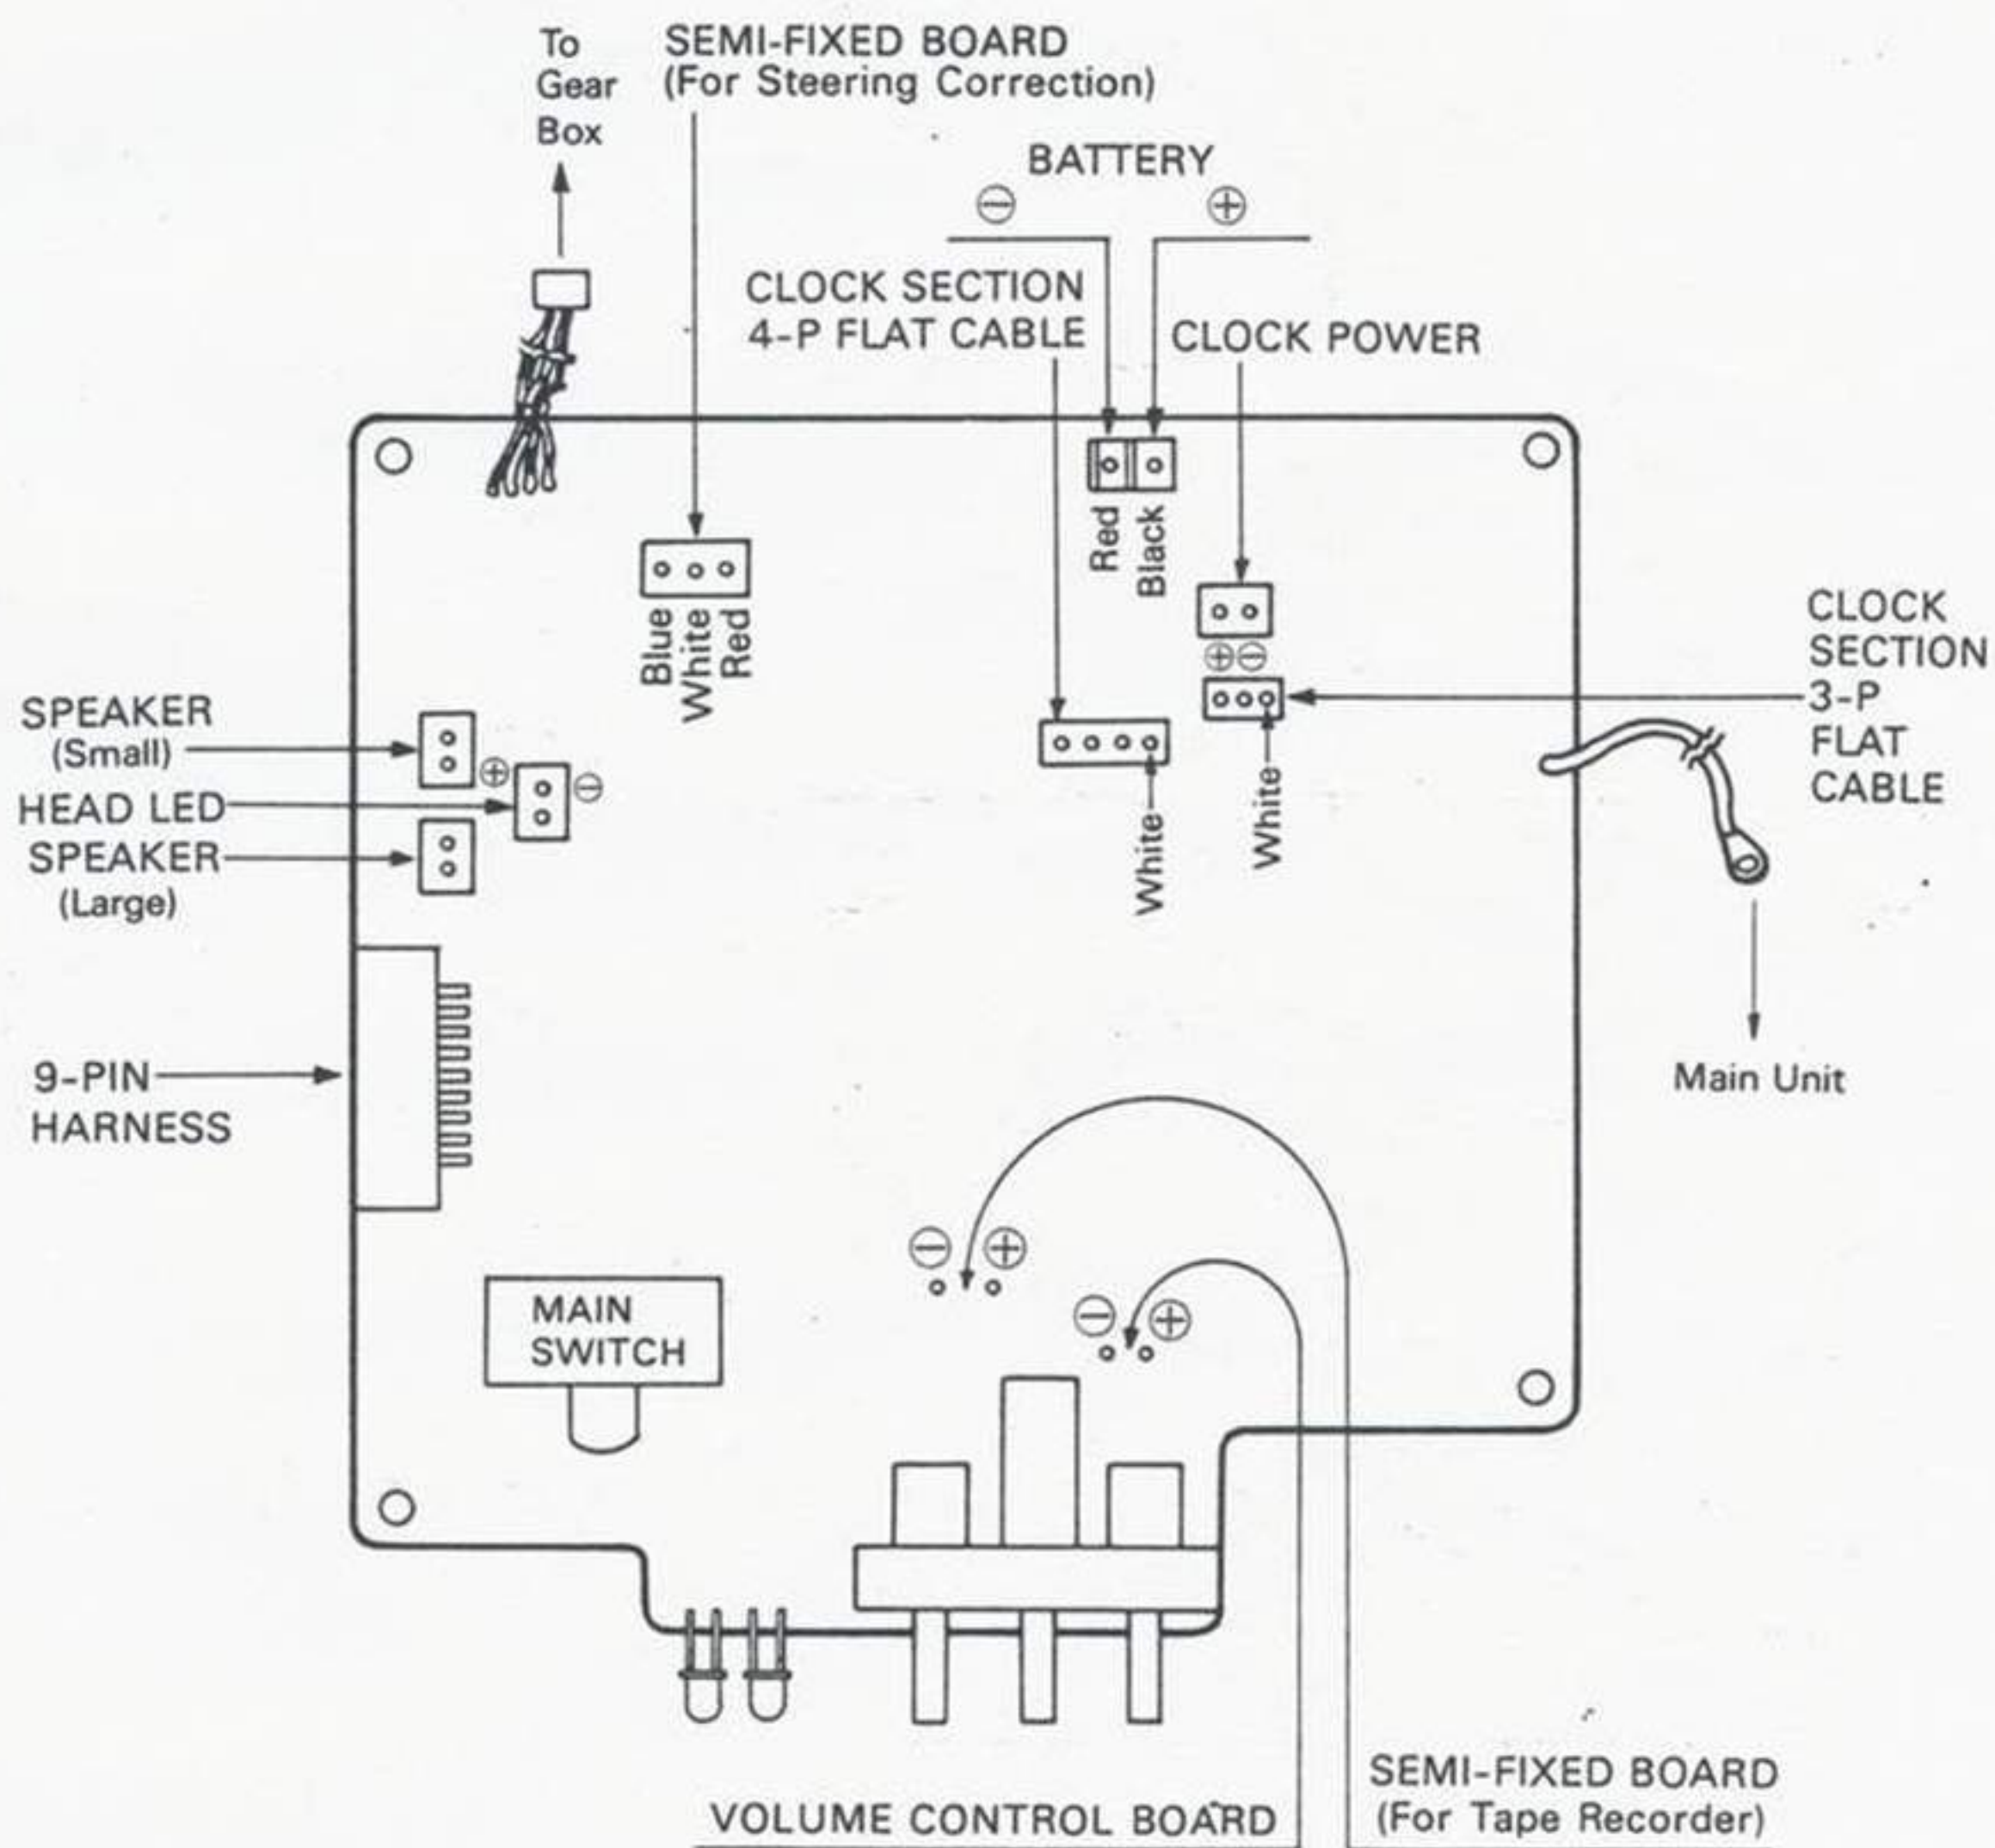 To
Gear
Box
SEMI-FIXED BOARD
(For Steering Correction)
BATTERY
⊖ ⊕
CLOCK SECTION
4-P FLAT CABLE
CLOCK POWER
Red
Black
Blue
White
Red
⊕⊖
CLOCK
SECTION
3-P
FLAT
CABLE
SPEAKER
(Small)
⊕ ⊖
HEAD LED
SPEAKER
(Large)
White
White
9-PIN
HARNESS
Main Unit
⊖ ⊕
⊖ ⊕
MAIN
SWITCH
VOLUME CONTROL BOARD
SEMI-FIXED BOARD
(For Tape Recorder)